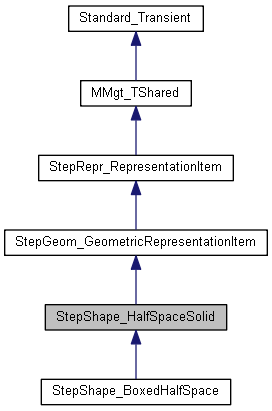 Standard_Transient
MMgt_TShared
StepRepr_RepresentationItem
StepGeom_GeometricRepresentationItem
StepShape_HalfSpaceSolid
StepShape_BoxedHalfSpace